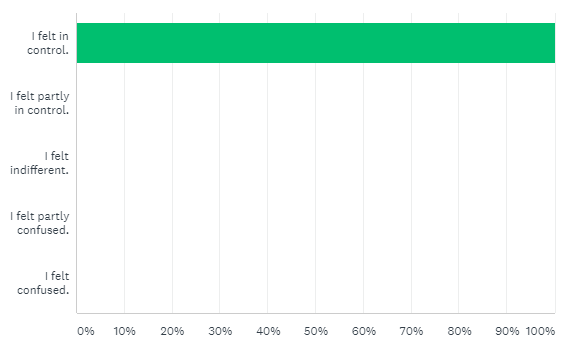 I felt in
control.
I felt partly
in control.
I felt
indifferent.
I felt partly
confused.
I felt
confused.
0% 10% 20% 30% 40% 50% 60% 70% 80% 90% 100%